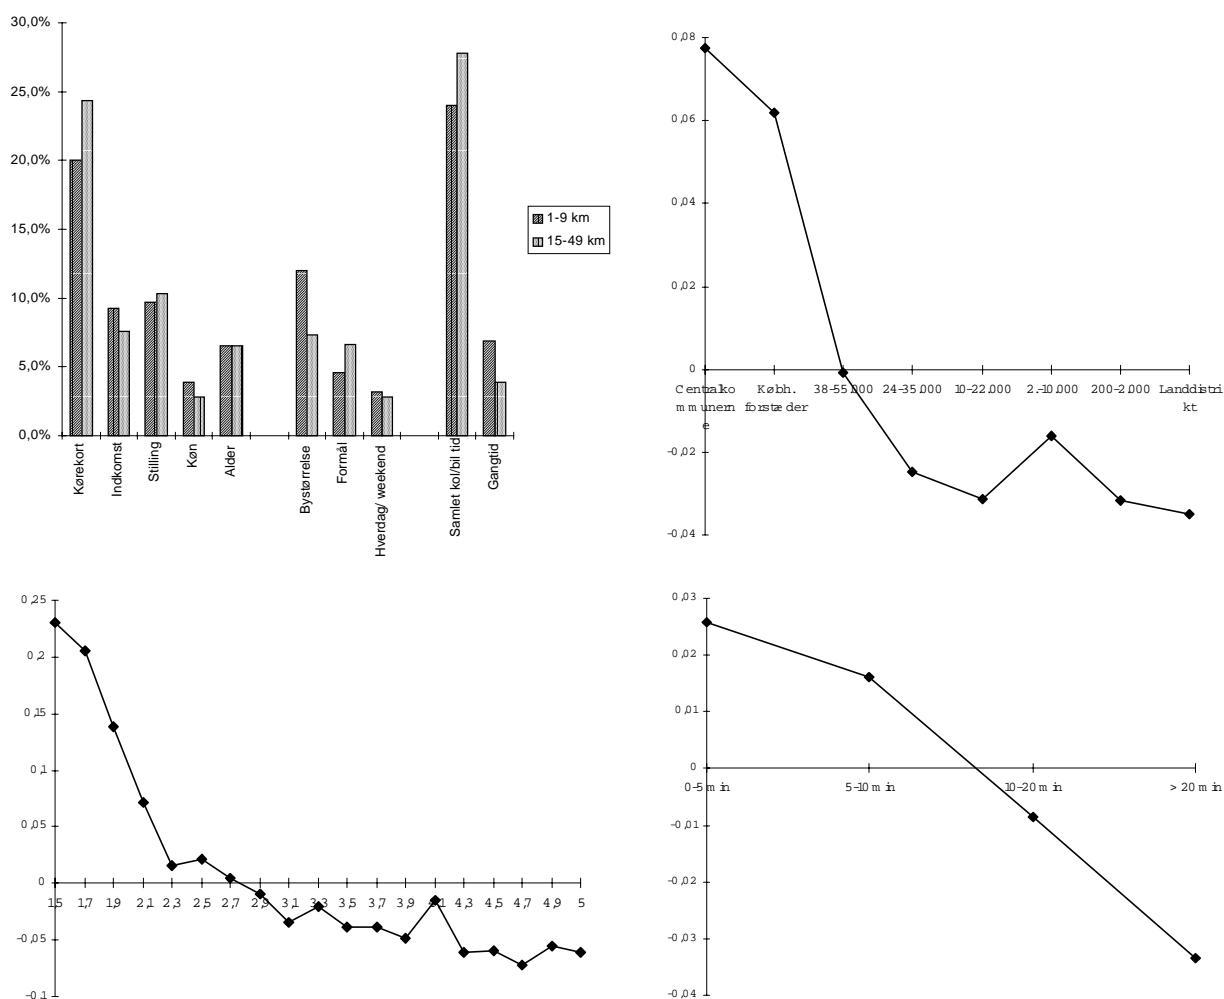 30,0%
25,0%
20,0%
15,0%
10,0%
5,0%
0,0%
Kørekort
Indkomst
Stilling
Køn
Alder
Bystørrelse
Formål
Hverdag/ weekend
Samlet kol/bil tid
Gangtid
1-9 km
15-49 km
0,08
0,06
0,04
0,02
0
-0,02
-0,04
Centralko Købh. 38-55.000 24-35.000 10-22.000 2.-10.000 200-2.000 Landdistri
mmunern forstæder kt
e
0,25
0,2
0,15
0,1
0,05
0
1,5 1,7 1,9 2,1 2,3 2,5 2,7 2,9 3,1 3,3 3,5 3,7 3,9 4,1 4,3 4,5 4,7 4,9 5
-0,05
-0,1
0,03
0,02
0,01
0
0-5 min 5-10 min 10-20 min > 20 min
-0,01
-0,02
-0,03
-0,04